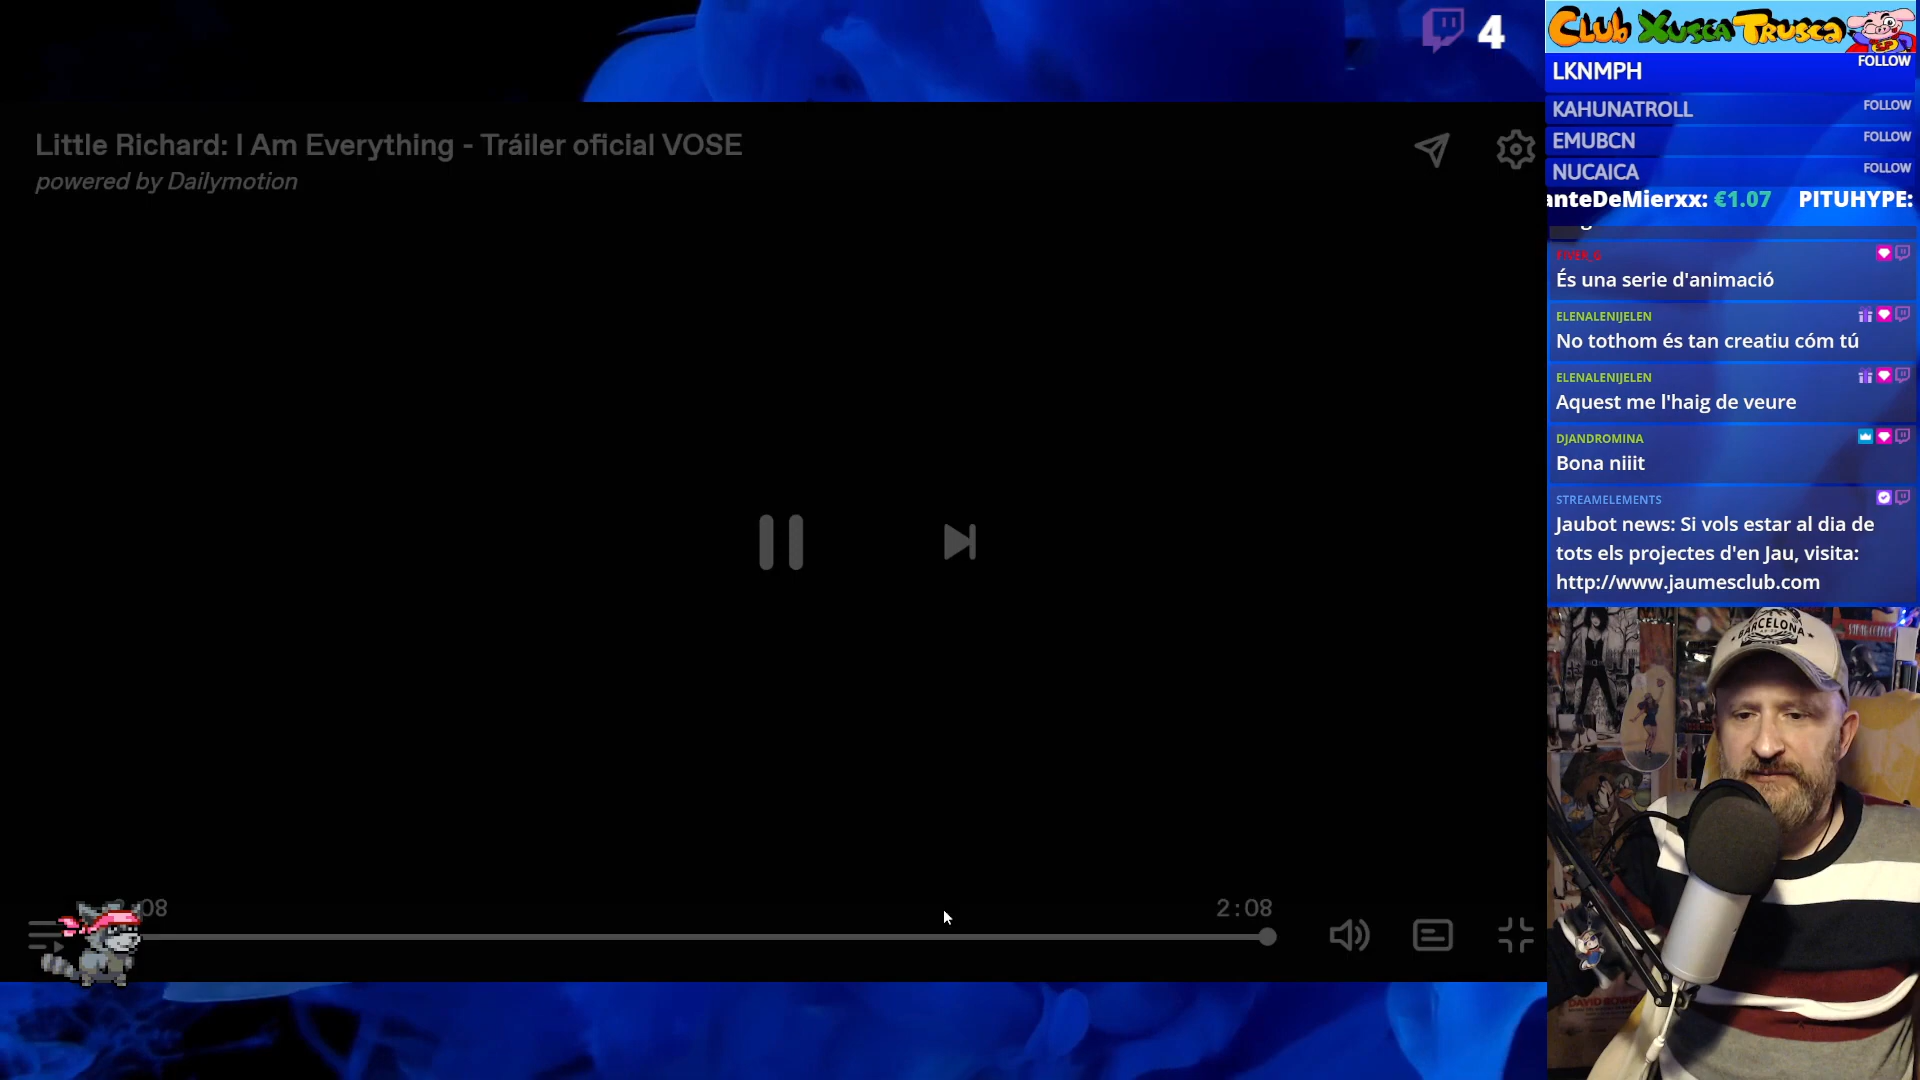 4
Club Xusca Trusca
LKNMPH FOLLOW
KAHUNATROLL FOLLOW
EMUBCN FOLLOW
NUCAICA FOLLOW
anteDeMierxx: €1.07 PITUHYPE:
Little Richard: I Am Everything - Tráiler oficial VOSE
powered by Dailymotion
FIVER_G
És una serie d'animació
ELENALENIJELEN
No tothom és tan creatiu cóm tú
ELENALENIJELEN
Aquest me l'haig de veure
DJANDROMINA
Bona niiit
STREAMELEMENTS
Jaubot news: Si vols estar al dia de
tots els projectes d'en Jau, visita:
http://www.jaumesclub.com
BARCELONA
:08
2:08
DAVID BOWIE